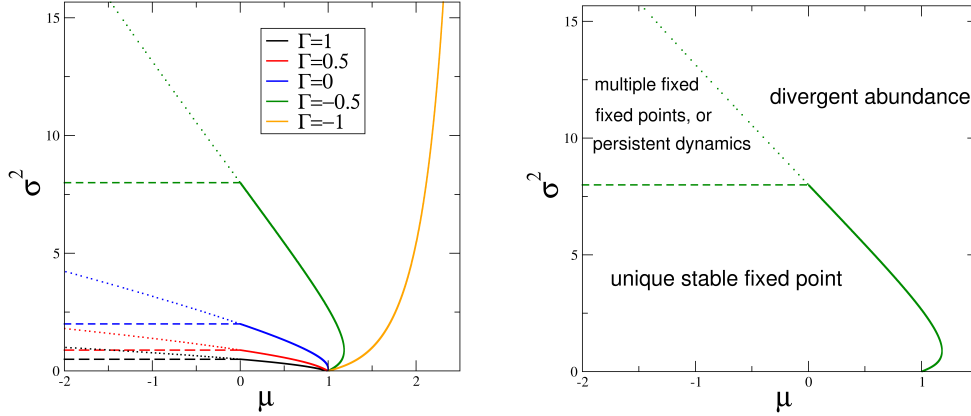 15
10
5
0
σ²
-2
-1
0
1
2
μ
Γ=1
Γ=0.5
Γ=0
Γ=−0.5
Γ=−1
15
10
5
0
σ²
-2
-1
0
1
μ
multiple fixed
fixed points, or
persistent dynamics
divergent abundance
unique stable fixed point